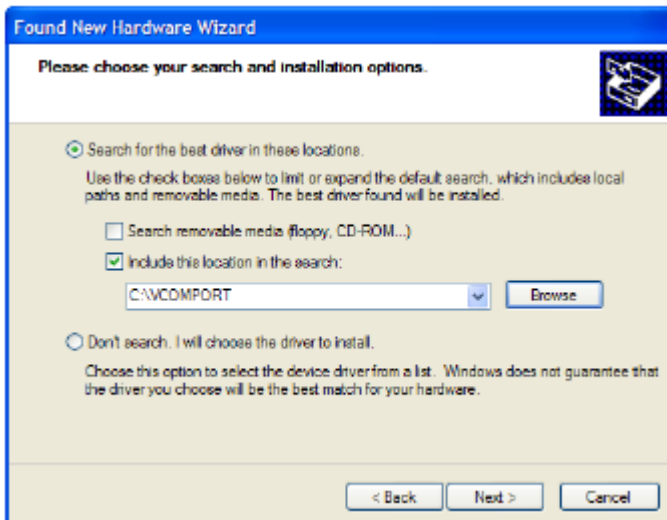 Found New Hardware Wizard
Please choose your search and installation options.
Search for the best driver in these locations.
Use the check boxes below to limit or expand the default search, which includes local
paths and removable media. The best driver found will be installed.
Search removable media (floppy, CD-ROM...)
Include this location in the search:
C:\VCOMPORT
Browse
Don't search. I will choose the driver to install.
Choose this option to select the device driver from a list. Windows does not guarantee that
the driver you choose will be the best match for your hardware.
< Back Next > Cancel